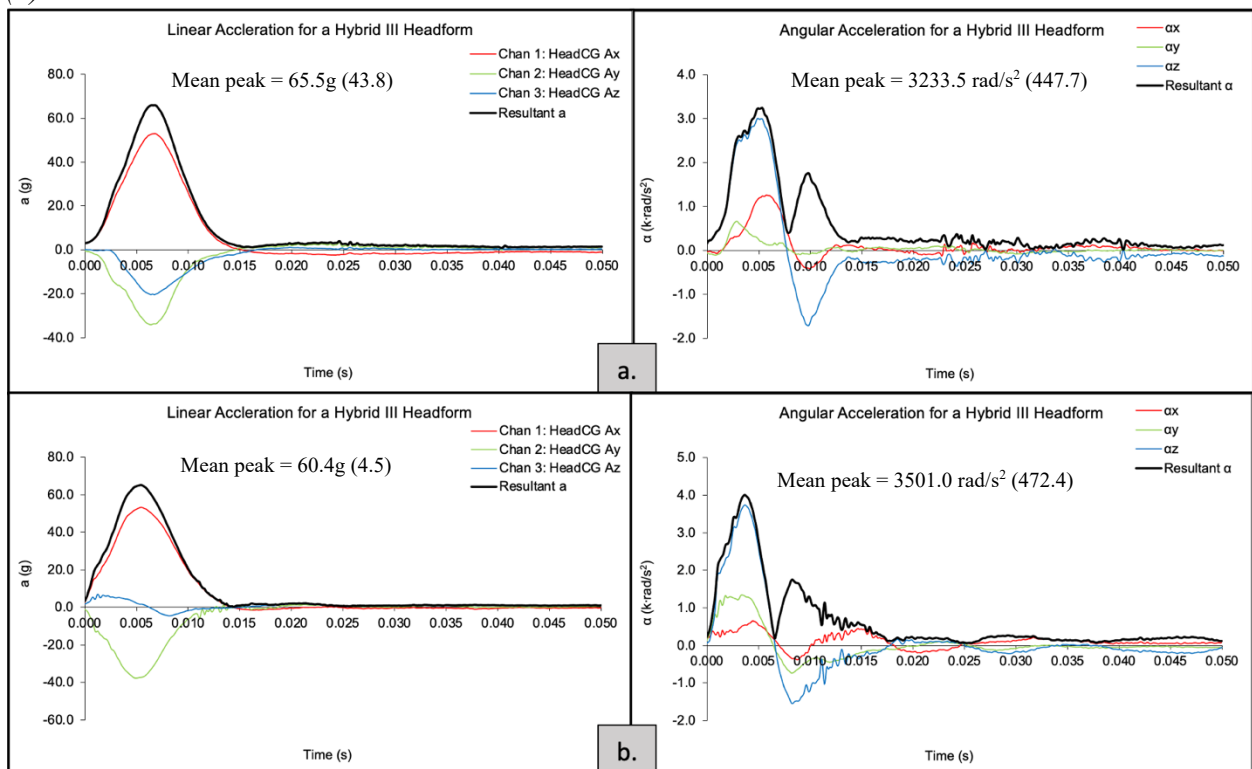 Linear Accleration for a Hybrid III Headform
Mean peak = 65.5g (43.8)
Chan 1: HeadCG Ax
Chan 2: HeadCG Ay
Chan 3: HeadCG Az
Resultant a
80.0
60.0
40.0
20.0
0.0
-20.0
-40.0
a (g)
0.000 0.005 0.010 0.015 0.020 0.025 0.030 0.035 0.040 0.045 0.050
Time (s)
Angular Accleration for a Hybrid III Headform
Mean peak = 3233.5 rad/s² (447.7)
αx
αy
αz
Resultant α
4.0
3.0
2.0
1.0
0.0
-1.0
-2.0
α (k·rad/s²)
0.000 0.005 0.010 0.015 0.020 0.025 0.030 0.035 0.040 0.045 0.050
Time (s)
a.
Linear Accleration for a Hybrid III Headform
Mean peak = 60.4g (4.5)
Chan 1: HeadCG Ax
Chan 2: HeadCG Ay
Chan 3: HeadCG Az
Resultant a
80.0
60.0
40.0
20.0
0.0
-20.0
-40.0
-60.0
a (g)
0.000 0.005 0.010 0.015 0.020 0.025 0.030 0.035 0.040 0.045 0.050
Time (s)
Angular Accleration for a Hybrid III Headform
Mean peak = 3501.0 rad/s² (472.4)
αx
αy
αz
Resultant α
5.0
4.0
3.0
2.0
1.0
0.0
-1.0
-2.0
α (k·rad/s²)
0.000 0.005 0.010 0.015 0.020 0.025 0.030 0.035 0.040 0.045 0.050
Time (s)
b.